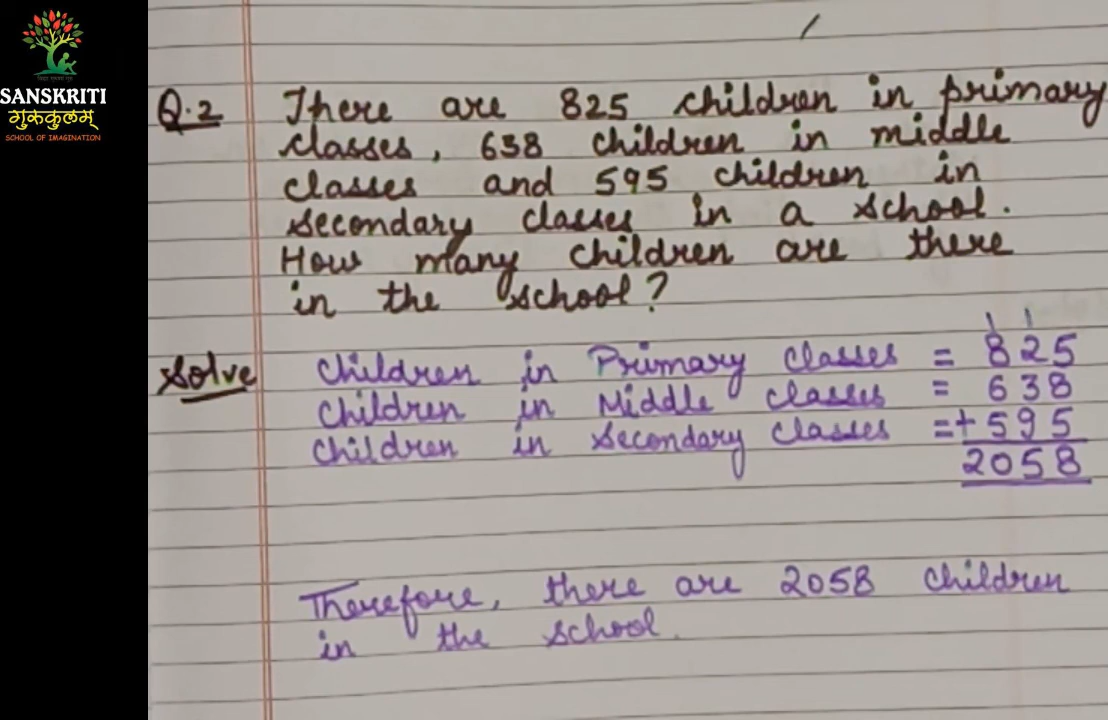 SANSKRITI
गुरुकुलम्
SCHOOL OF IMAGINATION
Q.2 There are 825 children in primary
classes, 638 children in middle
classes and 595 children in
secondary classes in a school.
How many children are there
in the school?
1 1
Solve Children in Primary Classes = 825
Children in Middle classes = 638
Children in Secondary Classes =+595
2058
Therefore, there are 2058 children
in the school.